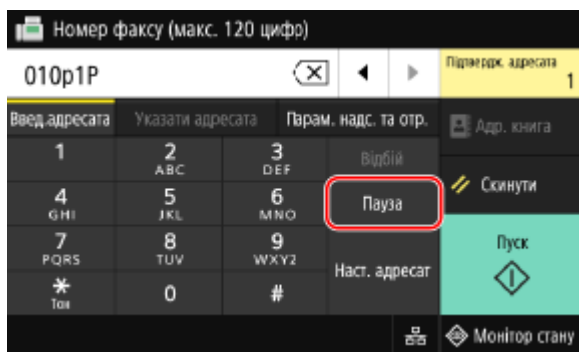 Номер факсу (макс. 120 цифр)
010p1P
Підтвердж. адресата
1
Введ.адресата
Указати адресата
Парам. надс. та отр.
Адр. книга
1
2
ABC
3
DEF
Відбій
4
GHI
5
JKL
6
MNO
Пауза
Скинути
7
PQRS
8
TUV
9
WXYZ
Наст. адресат
Пуск
*
Тон
0
#
Монітор стану